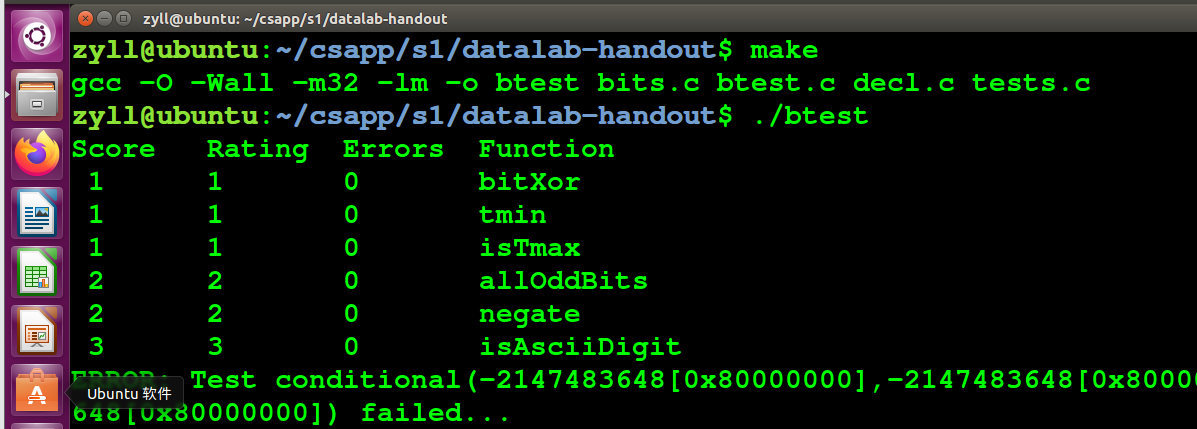 zyll@ubuntu: ~/csapp/s1/datalab-handout
zyll@ubuntu:~/csapp/s1/datalab-handout$ make
gcc -O -Wall -m32 -lm -o btest bits.c btest.c decl.c tests.c
zyll@ubuntu:~/csapp/s1/datalab-handout$ ./btest
Score Rating Errors Function
1 1 0 bitXor
1 1 0 tmin
1 1 0 isTmax
2 2 0 allOddBits
2 2 0 negate
3 3 0 isAsciiDigit
ERROR: Test conditional(-2147483648[0x80000000],-2147483648[0x8000
Ubuntu 软件
648[0x80000000]) failed...